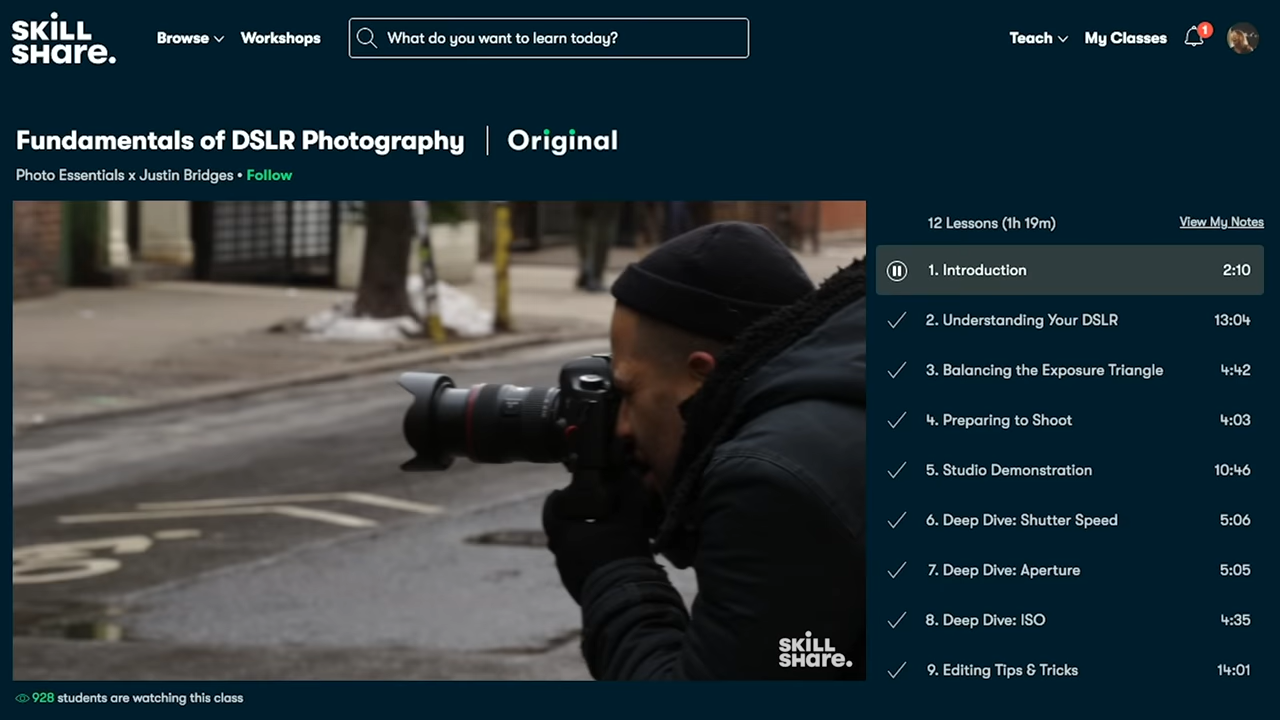 SKILL
SHare.
Browse
Workshops
What do you want to learn today?
Teach
My Classes
1
Fundamentals of DSLR Photography | Original
Photo Essentials x Justin Bridges • Follow
12 Lessons (1h 19m)
View My Notes
1. Introduction 2:10
2. Understanding Your DSLR 13:04
3. Balancing the Exposure Triangle 4:42
4. Preparing to Shoot 4:03
5. Studio Demonstration 10:46
6. Deep Dive: Shutter Speed 5:06
7. Deep Dive: Aperture 5:05
8. Deep Dive: ISO 4:35
9. Editing Tips & Tricks 14:01
SKILL
SHare.
928 students are watching this class